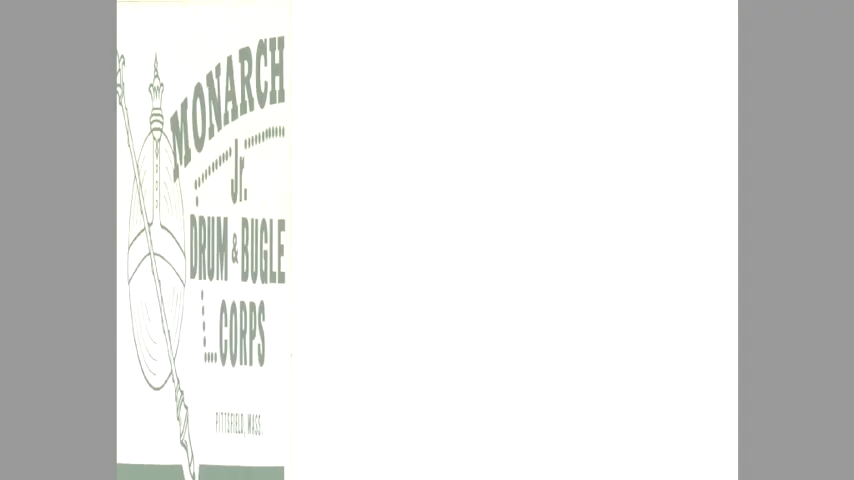 MONARCH
Jr.
DRUM & BUGLE
CORPS
PITTSFIELD, MASS.